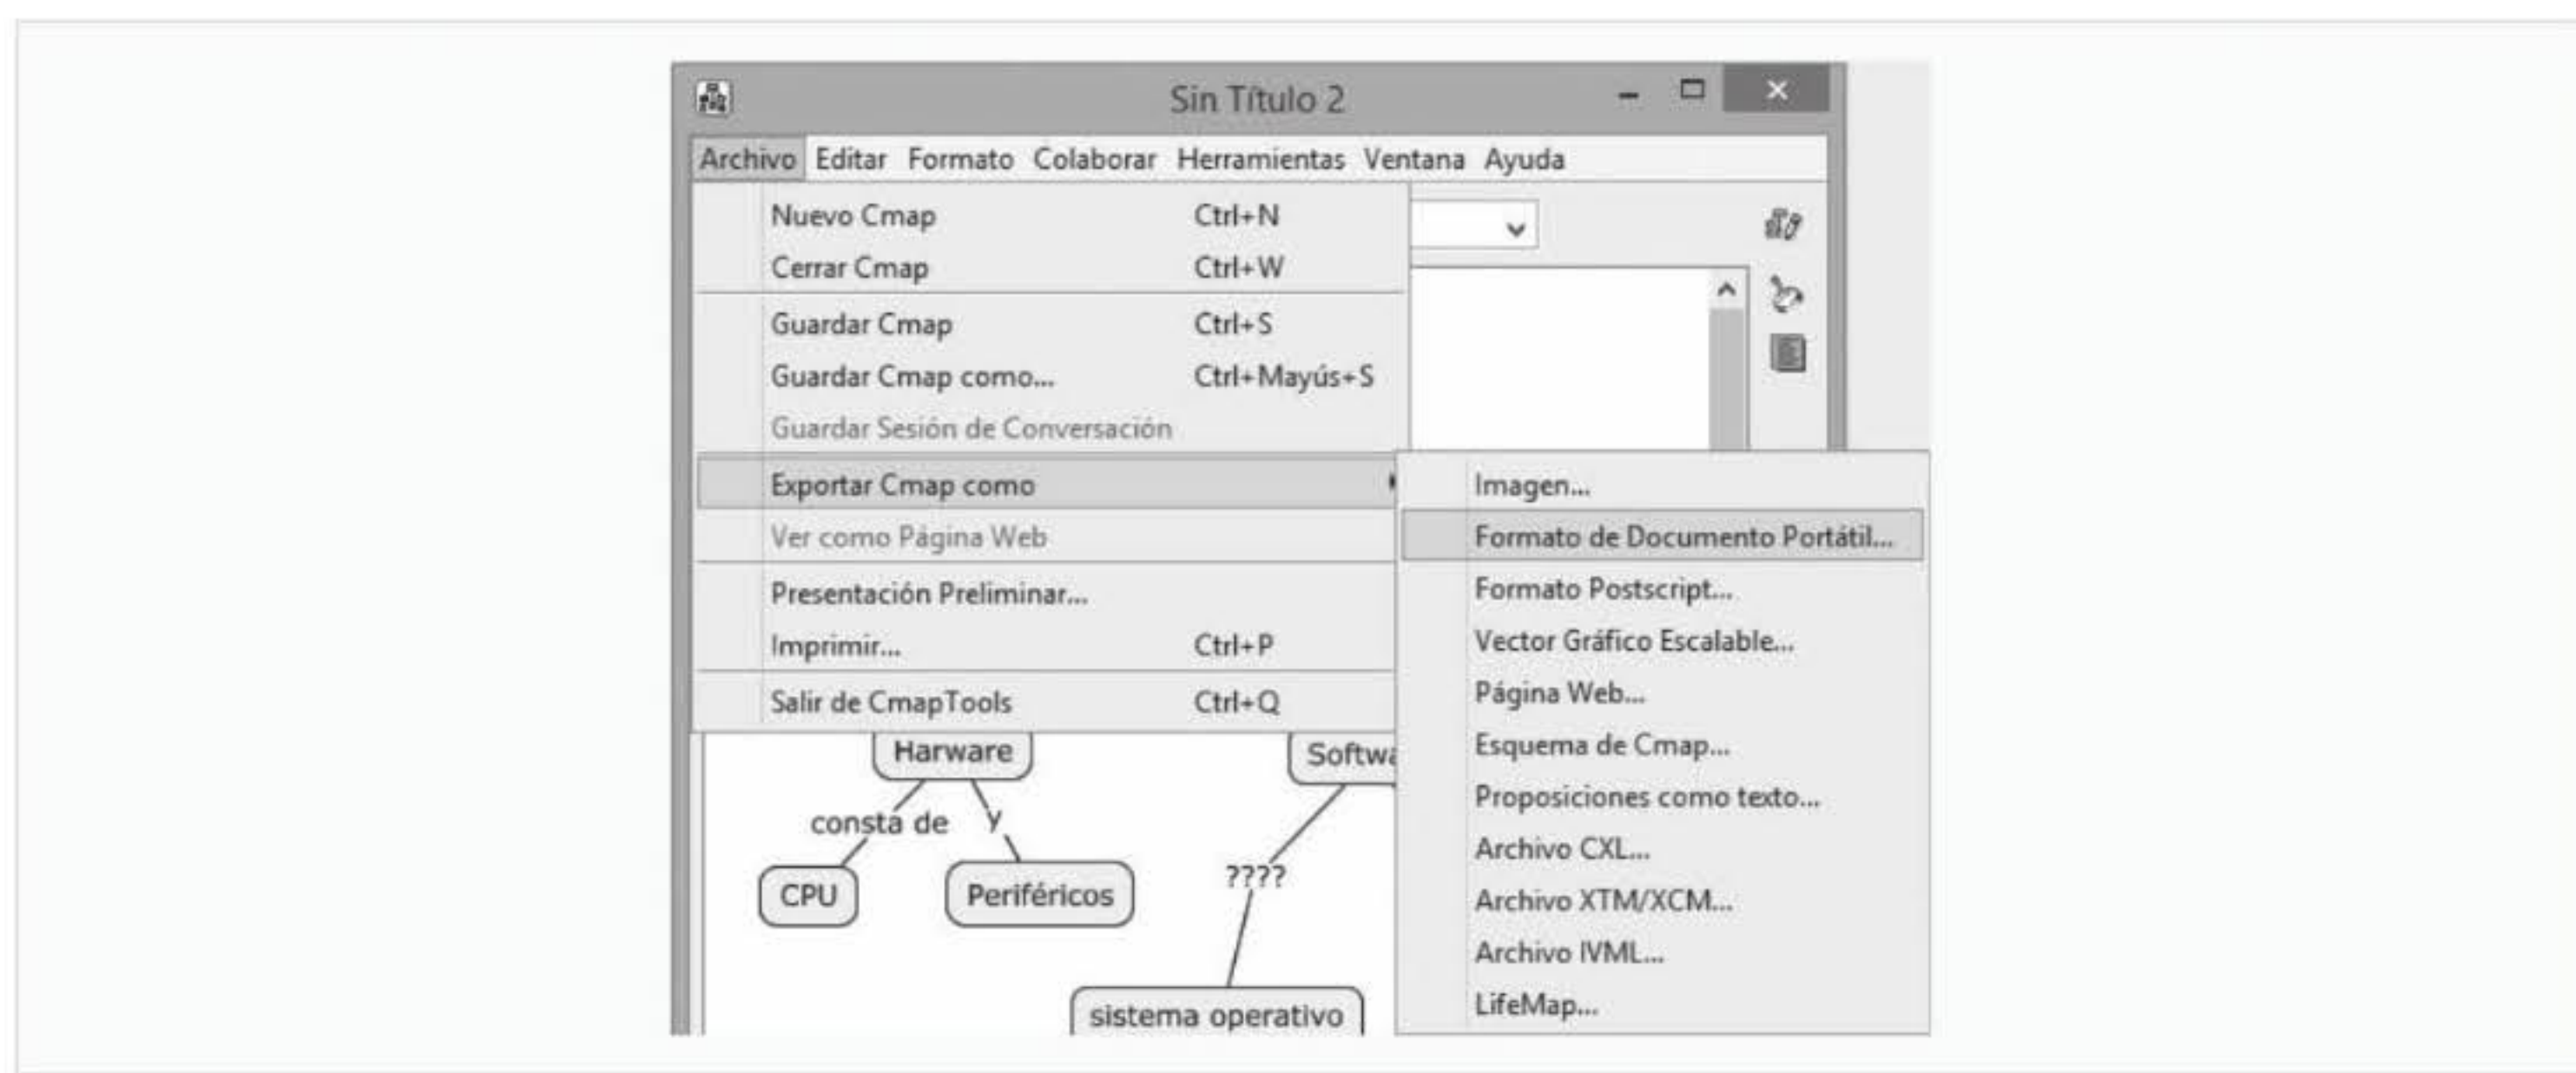 Sin Título 2
Archivo Editar Formato Colaborar Herramientas Ventana Ayuda
Nuevo Cmap Ctrl+N
Cerrar Cmap Ctrl+W
Guardar Cmap Ctrl+S
Guardar Cmap como... Ctrl+Mayús+S
Guardar Sesión de Conversación
Exportar Cmap como
Ver como Página Web
Presentación Preliminar...
Imprimir... Ctrl+P
Salir de CmapTools Ctrl+Q
Imagen...
Formato de Documento Portátil...
Formato Postscript...
Vector Gráfico Escalable...
Página Web...
Esquema de Cmap...
Proposiciones como texto...
Archivo CXL...
Archivo XTM/XCM...
Archivo IVML...
LifeMap...
Harware
Softwa
consta de y
CPU Periféricos
????
sistema operativo